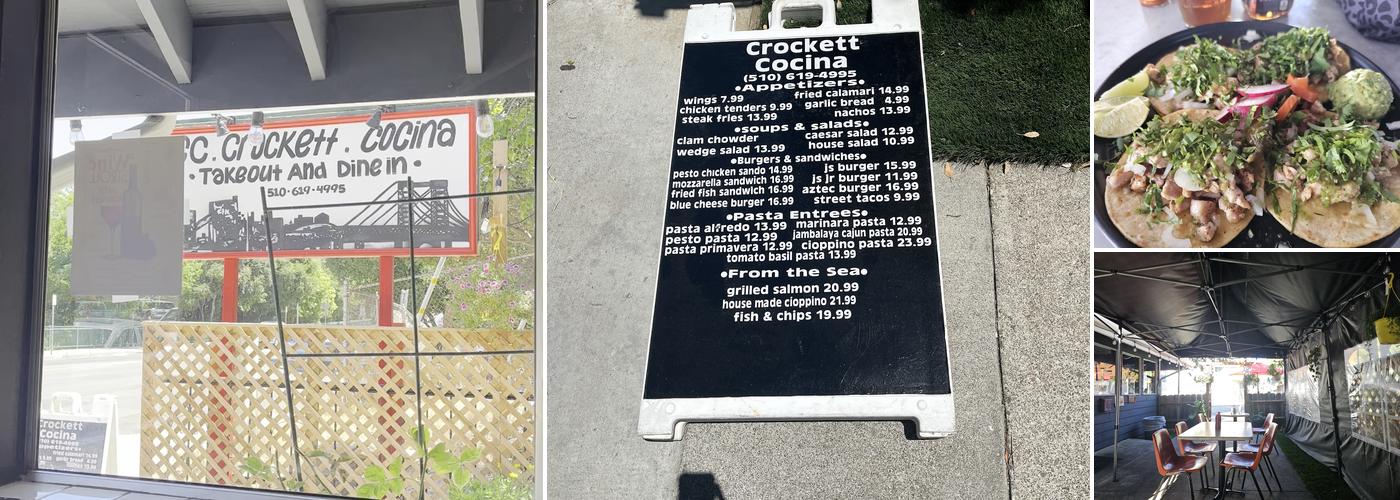 C. Crockett. Cocina
• Takeout And Dine in •
510·619·4995
Crockett
Cocina
(510) 619-4995
•Appetizers•
Crockett
Cocina
(510) 619-4995
•Appetizers•
wings 7.99 fried calamari 14.99
chicken tenders 9.99 garlic bread 4.99
steak fries 13.99 nachos 13.99
•soups & salads•
clam chowder caesar salad 12.99
wedge salad 13.99 house salad 10.99
•Burgers & sandwiches•
pesto chicken sando 14.99 js burger 15.99
mozzarella sandwich 16.99 js jr burger 11.99
fried fish sandwich 16.99 aztec burger 16.99
blue cheese burger 16.99 street tacos 9.99
•Pasta Entrees•
pasta alfredo 13.99 marinara pasta 12.99
pesto pasta 12.99 jambalaya cajun pasta 20.99
pasta primavera 12.99 cioppino pasta 23.99
tomato basil pasta 13.99
•From the Sea•
grilled salmon 20.99
house made cioppino 21.99
fish & chips 19.99